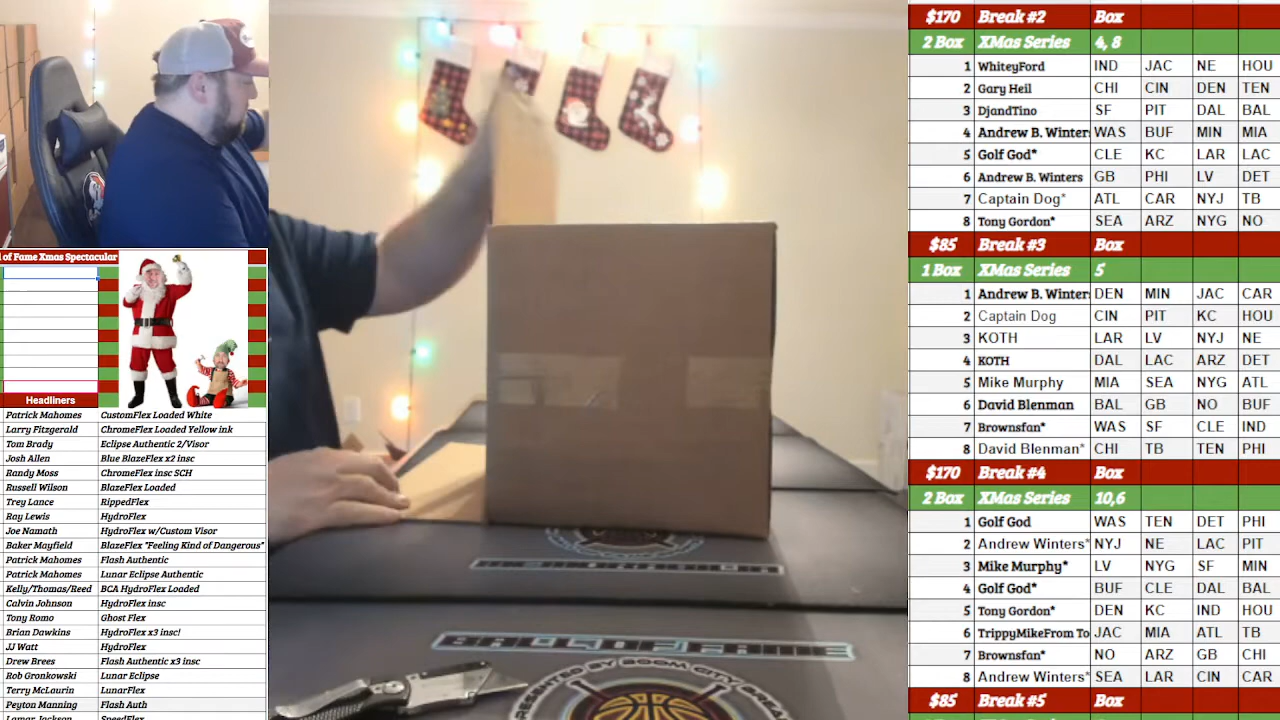 l of Fame Xmas Spectacular
Headliners
Patrick Mahomes CustomFlex Loaded White
Larry Fitzgerald ChromeFlex Loaded Yellow ink
Tom Brady Eclipse Authentic 2/Visor
Josh Allen Blue BlazeFlex x2 insc
Randy Moss ChromeFlex insc SCH
Russell Wilson BlazeFlex Loaded
Trey Lance RippedFlex
Ray Lewis HydroFlex
Joe Namath HydroFlex w/Custom Visor
Baker Mayfield BlazeFlex "Feeling Kind of Dangerous"
Patrick Mahomes Flash Authentic
Patrick Mahomes Lunar Eclipse Authentic
Kelly/Thomas/Reed BCA HydroFlex Loaded
Calvin Johnson HydroFlex insc
Tony Romo Ghost Flex
Brian Dawkins HydroFlex x3 insc!
JJ Watt HydroFlex
Drew Brees Flash Authentic x3 insc
Rob Gronkowski Lunar Eclipse
Terry McLaurin LunarFlex
Peyton Manning Flash Auth
Lamar Jackson SpeedFlex
$170 Break #2 Box
2 Box XMas Series 4, 8
1 WhiteyFord IND JAC NE HOU
2 Gary Heil CHI CIN DEN TEN
3 DjandTino SF PIT DAL BAL
4 Andrew B. Winters WAS BUF MIN MIA
5 Golf God* CLE KC LAR LAC
6 Andrew B. Winters GB PHI LV DET
7 Captain Dog* ATL CAR NYJ TB
8 Tony Gordon* SEA ARZ NYG NO
$85 Break #3 Box
1 Box XMas Series 5
1 Andrew B. Winters DEN MIN JAC CAR
2 Captain Dog CIN PIT KC HOU
3 KOTH LAR LV NYJ NE
4 KOTH DAL LAC ARZ DET
5 Mike Murphy MIA SEA NYG ATL
6 David Blenman BAL GB NO BUF
7 Brownsfan* WAS SF CLE IND
8 David Blenman* CHI TB TEN PHI
$170 Break #4 Box
2 Box XMas Series 10,6
1 Golf God WAS TEN DET PHI
2 Andrew Winters* NYJ NE LAC PIT
3 Mike Murphy* LV NYG SF MIN
4 Golf God* BUF CLE DAL BAL
5 Tony Gordon* DEN KC IND HOU
6 TrippyMikeFrom To JAC MIA ATL TB
7 Brownsfan* NO ARZ GB CHI
8 Andrew Winters* SEA LAR CIN CAR
$85 Break #5 Box